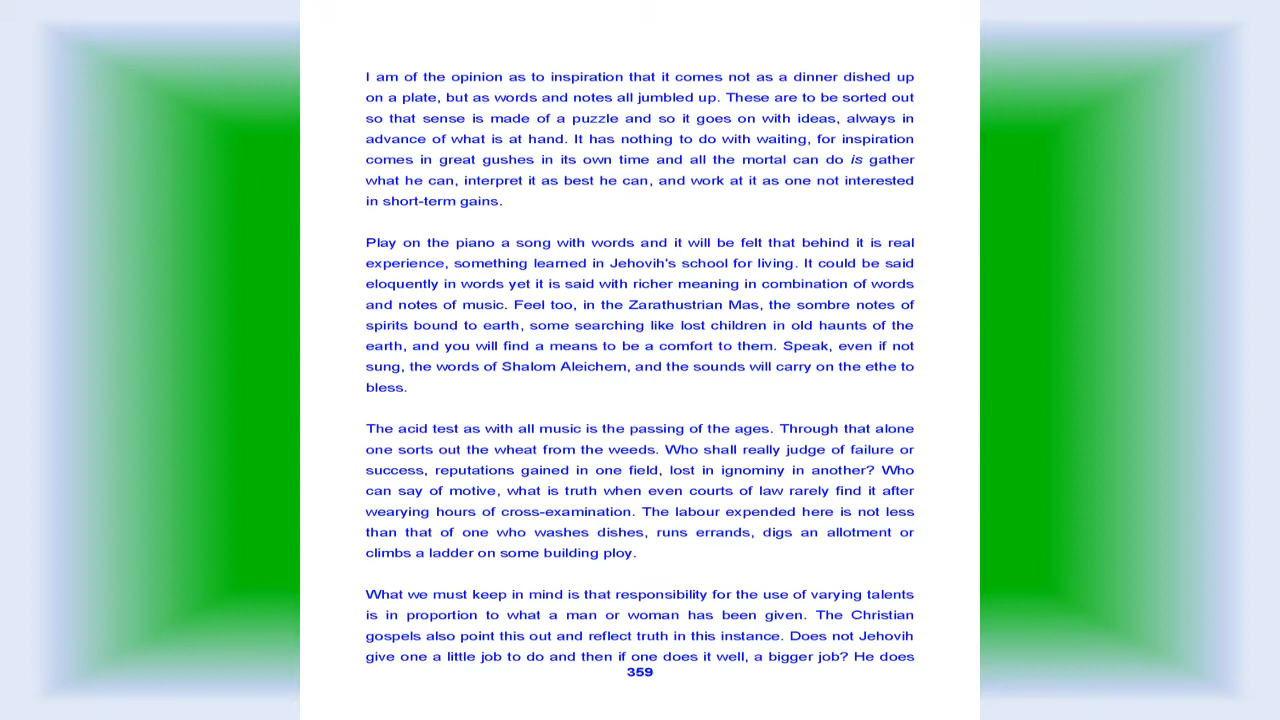 I am of the opinion as to inspiration that it comes not as a dinner dished up
on a plate, but as words and notes all jumbled up. These are to be sorted out
so that sense is made of a puzzle and so it goes on with ideas, always in
advance of what is at hand. It has nothing to do with waiting, for inspiration
comes in great gushes in its own time and all the mortal can do is gather
what he can, interpret it as best he can, and work at it as one not interested
in short-term gains.
Play on the piano a song with words and it will be felt that behind it is real
experience, something learned in Jehovih's school for living. It could be said
eloquently in words yet it is said with richer meaning in combination of words
and notes of music. Feel too, in the Zarathustrian Mas, the sombre notes of
spirits bound to earth, some searching like lost children in old haunts of the
earth, and you will find a means to be a comfort to them. Speak, even if not
sung, the words of Shalom Aleichem, and the sounds will carry on the ethe to
bless.
The acid test as with all music is the passing of the ages. Through that alone
one sorts out the wheat from the weeds. Who shall really judge of failure or
success, reputations gained in one field, lost in ignominy in another? Who
can say of motive, what is truth when even courts of law rarely find it after
wearying hours of cross-examination. The labour expended here is not less
than that of one who washes dishes, runs errands, digs an allotment or
climbs a ladder on some building ploy.
What we must keep in mind is that responsibility for the use of varying talents
is in proportion to what a man or woman has been given. The Christian
gospels also point this out and reflect truth in this instance. Does not Jehovih
give one a little job to do and then if one does it well, a bigger job? He does
359